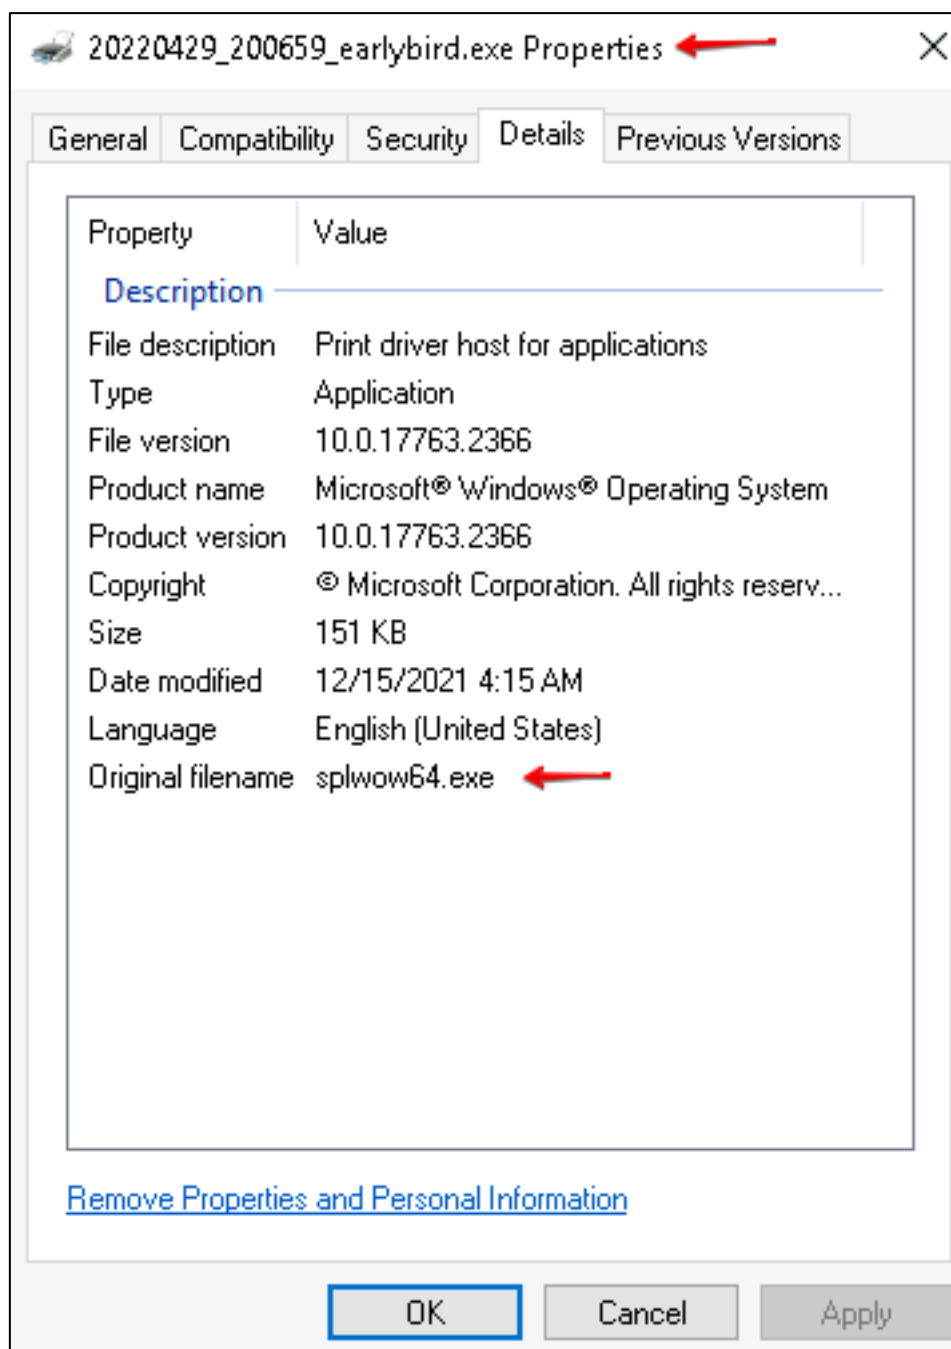 20220429_200659_earlybird.exe Properties
General Compatibility Security Details Previous Versions
Property Value
Description
File description Print driver host for applications
Type Application
File version 10.0.17763.2366
Product name Microsoft® Windows® Operating System
Product version 10.0.17763.2366
Copyright © Microsoft Corporation. All rights reserv...
Size 151 KB
Date modified 12/15/2021 4:15 AM
Language English (United States)
Original filename splwow64.exe
Remove Properties and Personal Information
OK Cancel Apply